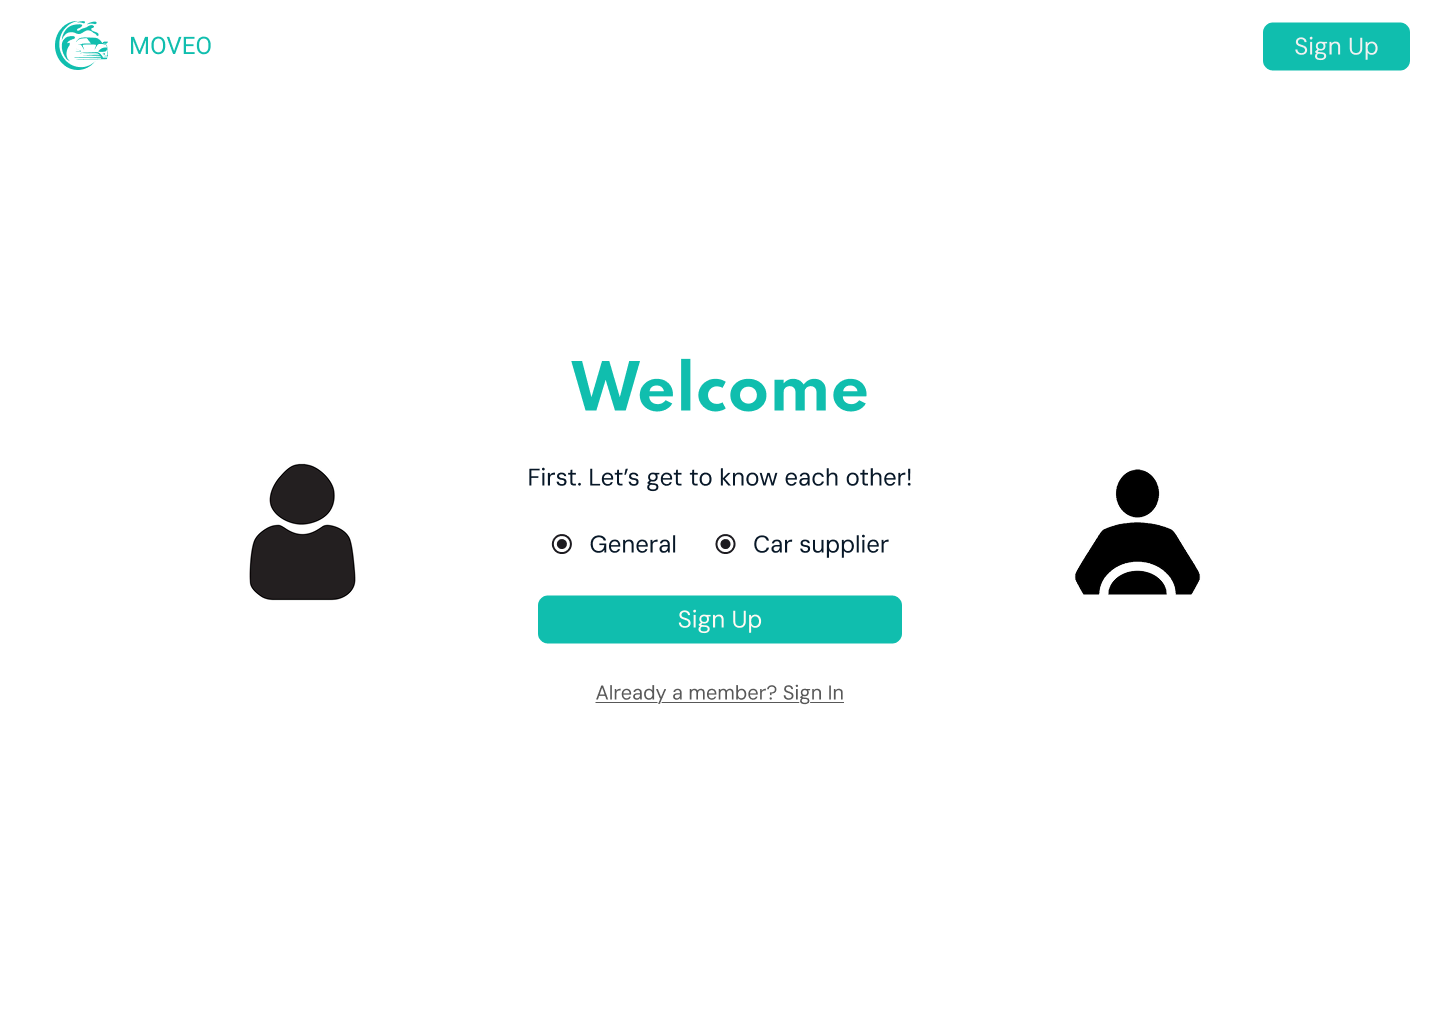 MOVEO
Sign Up
Welcome
First. Let’s get to know each other!
General
Car supplier
Sign Up
Already a member? Sign In